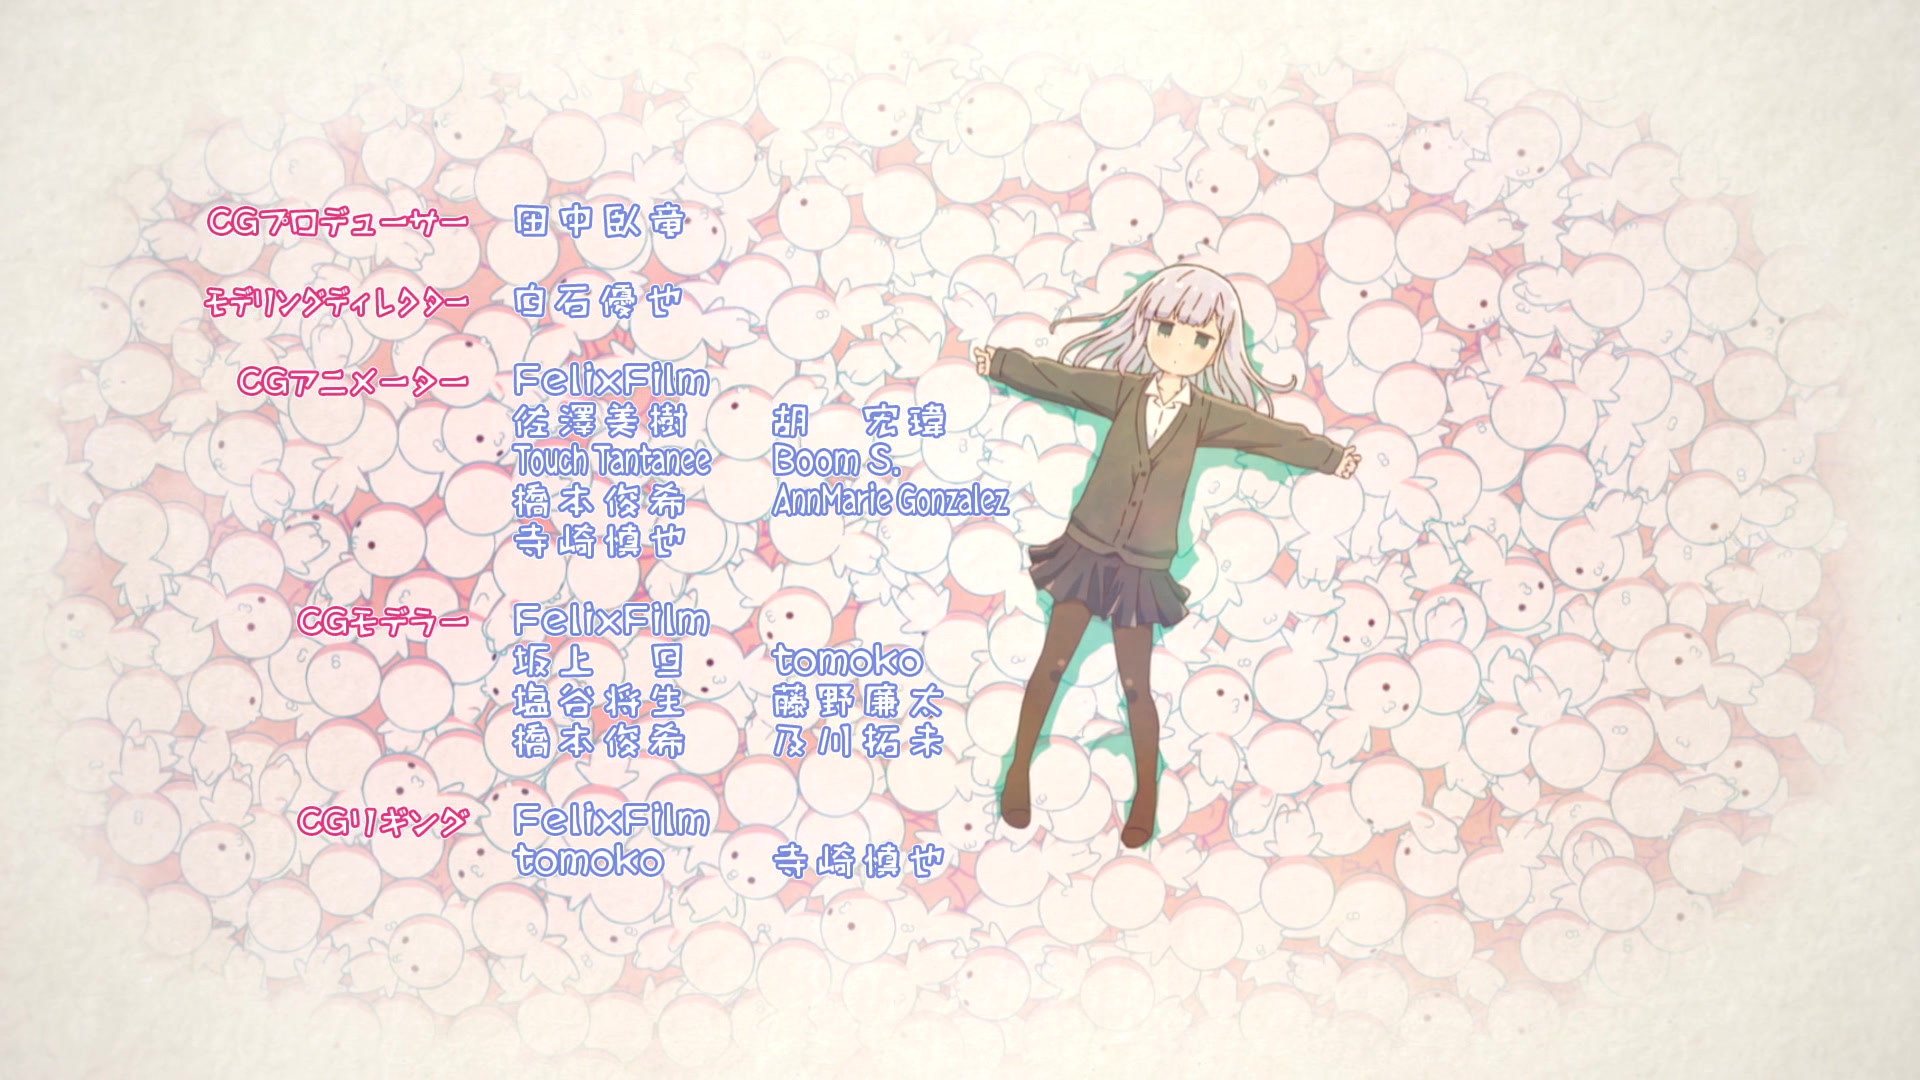 CGプロデューサー 田中臥竜
モデリングディレクター 白石優也
CGアニメーター FelixFilm
佐澤美樹 胡 宏瑋
Touch Tantanee Boom S.
橋本俊希 AnnMarie Gonzalez
寺崎慎也
CGモデラー FelixFilm
坂上 旦 tomoko
塩谷将生 藤野廉太
橋本俊希 及川拓未
CGリギング FelixFilm
tomoko 寺崎慎也